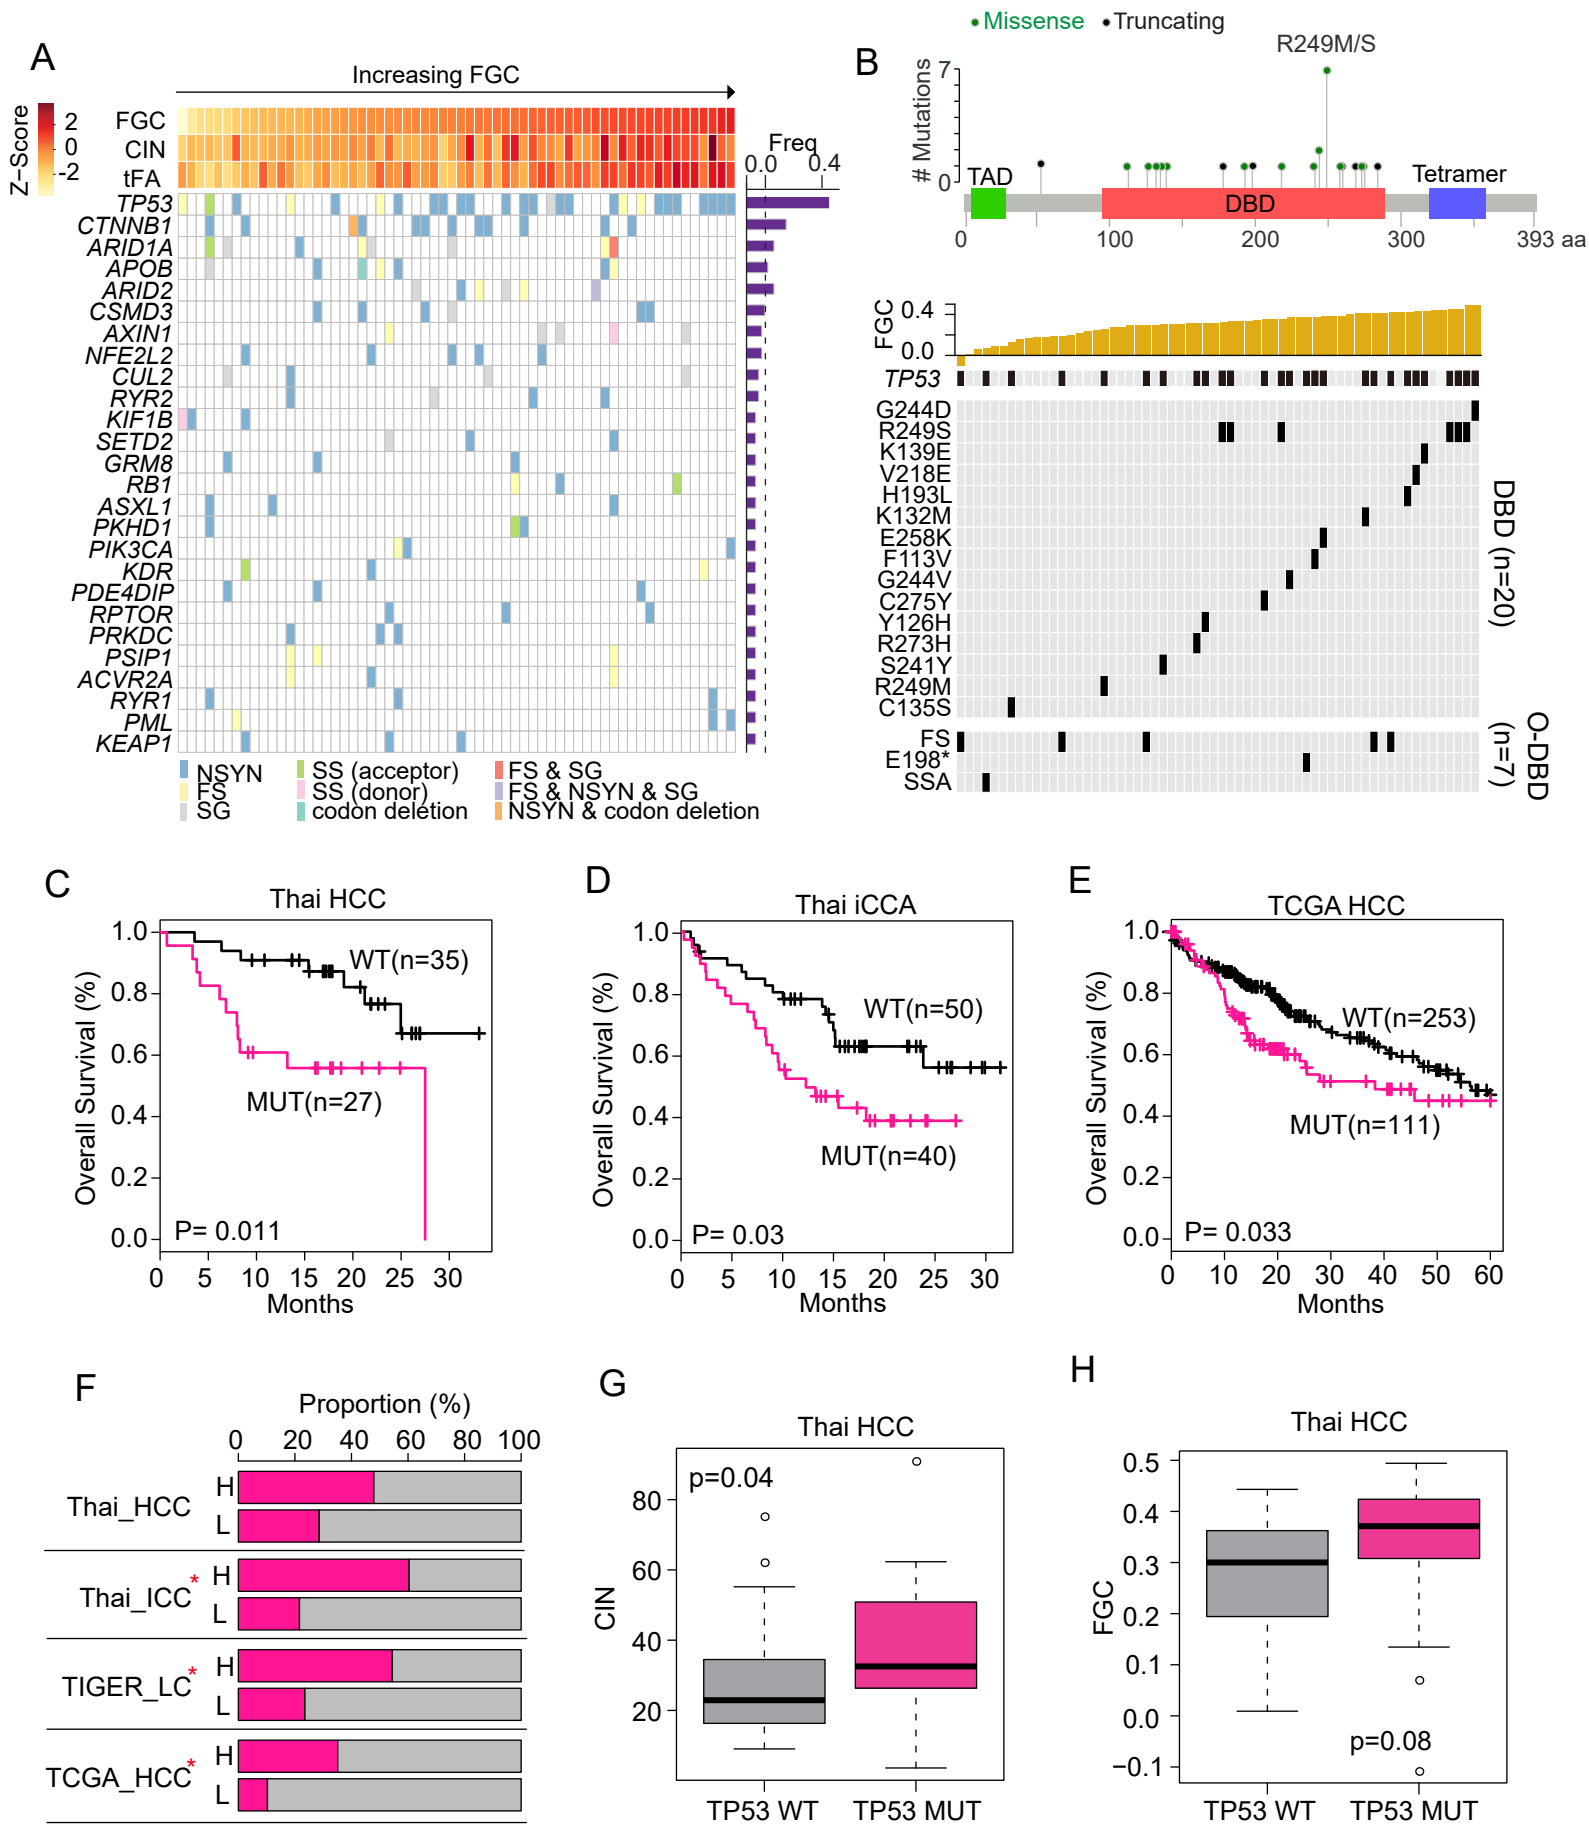 A
Increasing FGC
Z-Score
2
0
-2
FGC
CIN
tFA
Freq
0.0
0.4
TP53
CTNNB1
ARID1A
APOB
ARID2
CSMD3
AXIN1
NFE2L2
CUL2
RYR2
KIF1B
SETD2
GRM8
RB1
ASXL1
PKHD1
PIK3CA
KDR
PDE4DIP
RPTOR
PRKDC
PSIP1
ACVR2A
RYR1
PML
KEAP1
NSYN
FS
SG
SS (acceptor)
SS (donor)
codon deletion
FS & SG
FS & NSYN & SG
NSYN & codon deletion
B
Missense
Truncating
R249M/S
# Mutations
7
0
TAD
DBD
Tetramer
0
100
200
300
393 aa
FGC
0.4
0.0
TP53
G244D
R249S
K139E
V218E
H193L
K132M
E258K
F113V
G244V
C275Y
Y126H
R273H
S241Y
R249M
C135S
DBD (n=20)
FS
E198*
SSA
O-DBD
(n=7)
C
Thai HCC
Overall Survival (%)
1.0
0.8
0.6
0.4
0.2
0.0
WT(n=35)
MUT(n=27)
P= 0.011
0 5 10 15 20 25 30
Months
D
Thai iCCA
Overall Survival (%)
1.0
0.8
0.6
0.4
0.2
0.0
WT(n=50)
MUT(n=40)
P= 0.03
0 5 10 15 20 25 30
Months
E
TCGA HCC
Overall Survival (%)
1.0
0.8
0.6
0.4
0.2
0.0
WT(n=253)
MUT(n=111)
P= 0.033
0 10 20 30 40 50 60
Months
F
Proportion (%)
0 20 40 60 80 100
Thai_HCC
H
L
Thai_ICC*
H
L
TIGER_LC*
H
L
TCGA_HCC*
H
L
G
Thai HCC
p=0.04
CIN
80
60
40
20
TP53 WT TP53 MUT
H
Thai HCC
FGC
0.5
0.4
0.3
0.2
0.1
0.0
−0.1
p=0.08
TP53 WT TP53 MUT